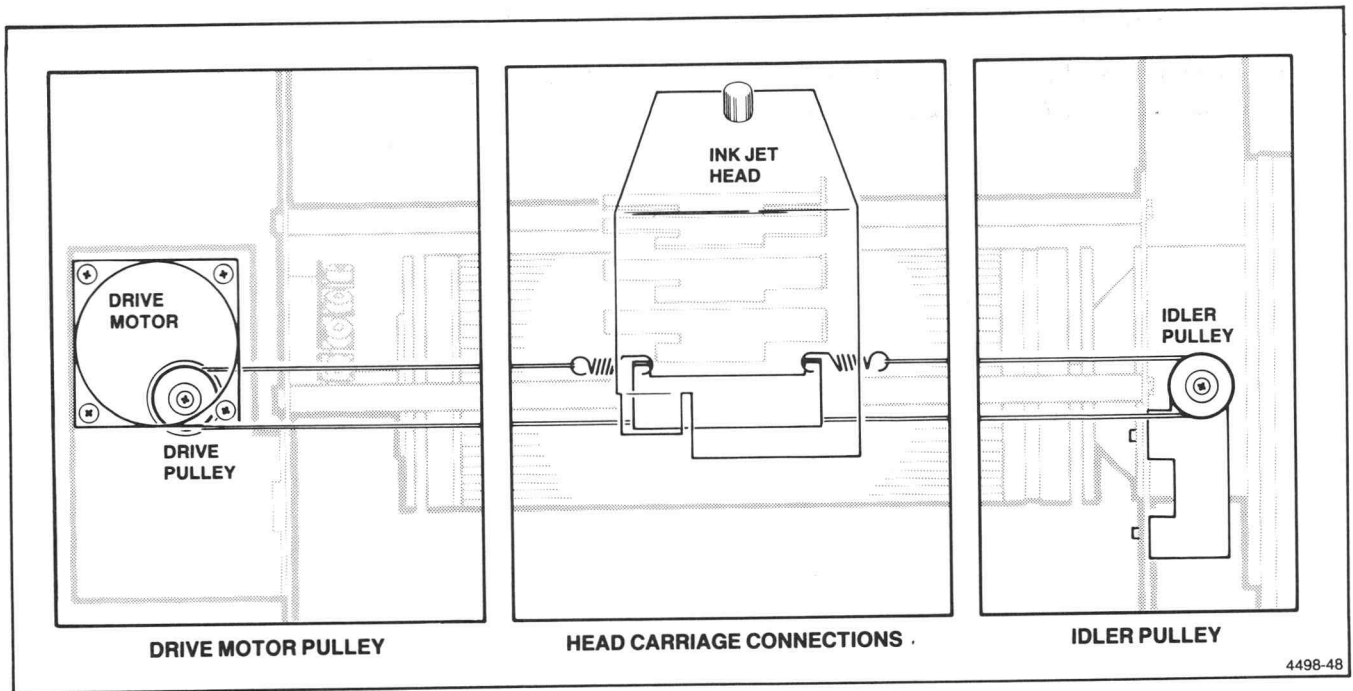 INK JET
HEAD
DRIVE
MOTOR
IDLER
PULLEY
DRIVE
PULLEY
DRIVE MOTOR PULLEY
HEAD CARRIAGE CONNECTIONS
IDLER PULLEY
4498-48